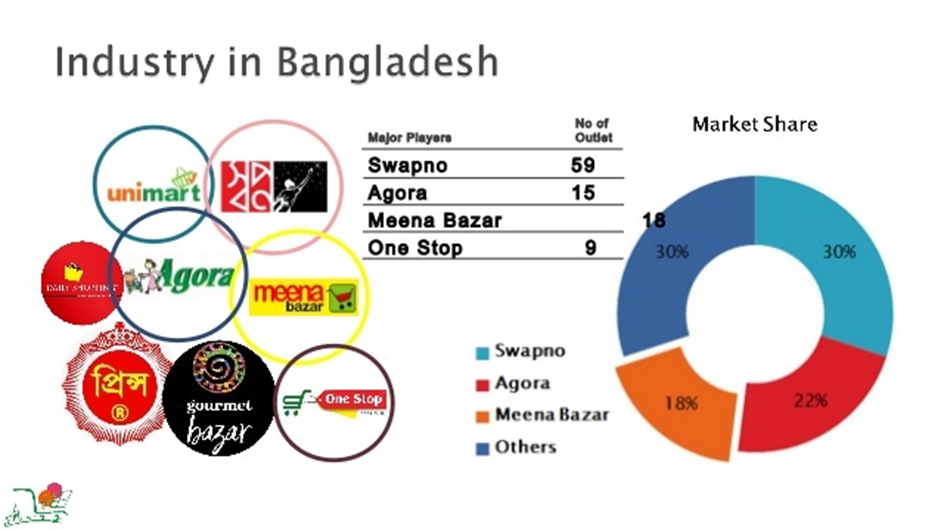 Industry in Bangladesh
unimart
স্বপ্ন
DAILY SHOPPING
Agora
meena
bazar
প্রিন্স
®
gourmet
bazar
One Stop
Major Players No of Outlet
Swapno 59
Agora 15
Meena Bazar 18
One Stop 9
Market Share
30%
30%
22%
18%
Swapno
Agora
Meena Bazar
Others